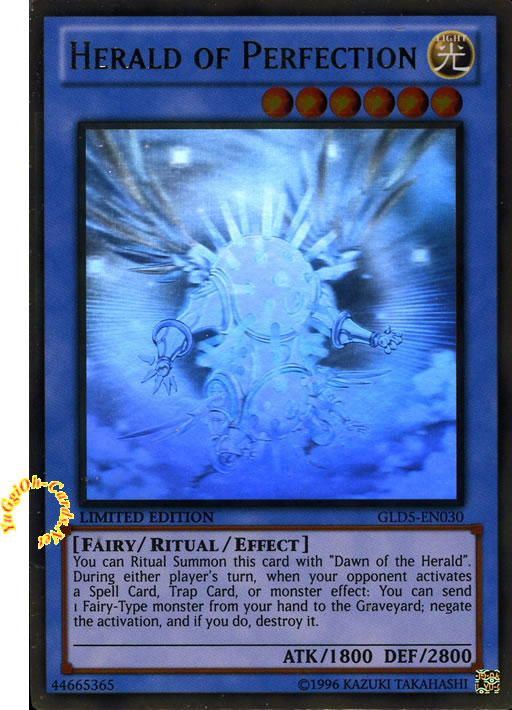 HERALD OF PERFECTION
LIGHT
光
LIMITED EDITION
GLD5-EN030
[FAIRY/RITUAL/EFFECT]
You can Ritual Summon this card with "Dawn of the Herald".
During either player's turn, when your opponent activates
a Spell Card, Trap Card, or monster effect: You can send
1 Fairy-Type monster from your hand to the Graveyard; negate
the activation, and if you do, destroy it.
ATK/1800 DEF/2800
44665365
©1996 KAZUKI TAKAHASHI
YuGgiOh-Cards.Net